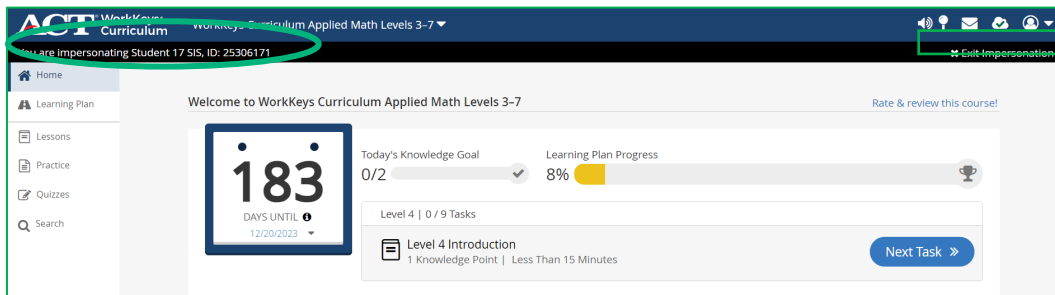 ACT WorkKeys Curriculum
WorkKeys Curriculum Applied Math Levels 3–7
You are impersonating Student 17 SIS, ID: 25306171
Exit Impersonation
Home
Learning Plan
Lessons
Practice
Quizzes
Search
Welcome to WorkKeys Curriculum Applied Math Levels 3–7
Rate & review this course!
183
DAYS UNTIL
12/20/2023
Today's Knowledge Goal
0/2
Learning Plan Progress
8%
Level 4 | 0 / 9 Tasks
Level 4 Introduction
1 Knowledge Point | Less Than 15 Minutes
Next Task »